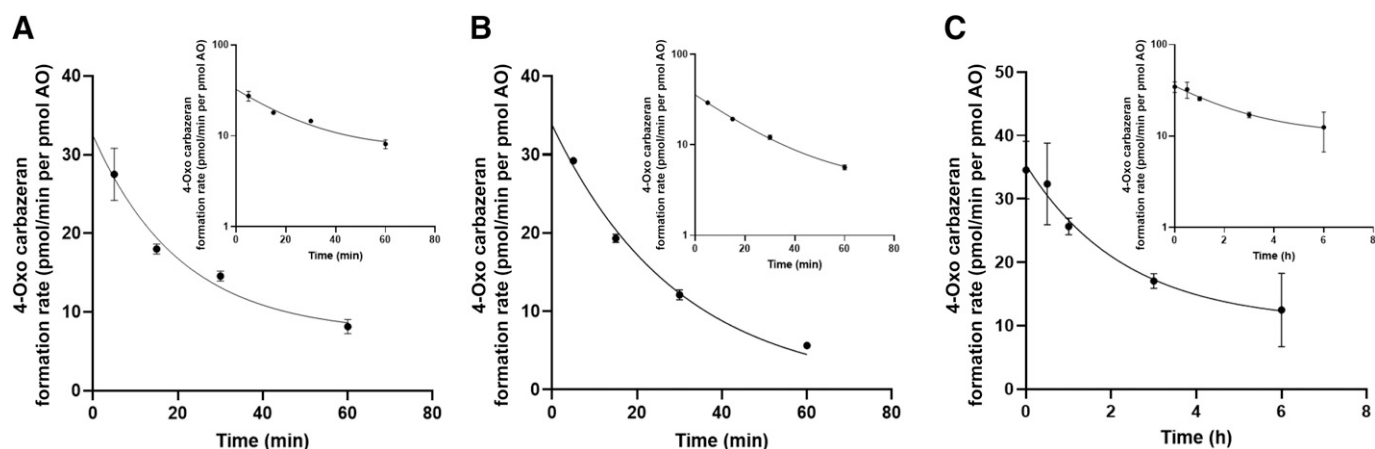 A
4-Oxo carbazeran
formation rate (pmol/min per pmol AO)
40
30
20
10
0
0 20 40 60 80
Time (min)
4-Oxo carbazeran
formation rate (pmol/min per pmol AO)
100
10
1
0 20 40 60 80
Time (min)
B
4-Oxo carbazeran
formation rate (pmol/min per pmol AO)
40
30
20
10
0
0 20 40 60 80
Time (min)
4-Oxo carbazeran
formation rate (pmol/min per pmol AO)
100
10
1
0 20 40 60 80
Time (min)
C
4-Oxo carbazeran
formation rate (pmol/min per pmol AO)
50
40
30
20
10
0
0 2 4 6 8
Time (h)
4-Oxo carbazeran
formation rate (pmol/min per pmol AO)
100
10
1
0 2 4 6 8
Time (h)